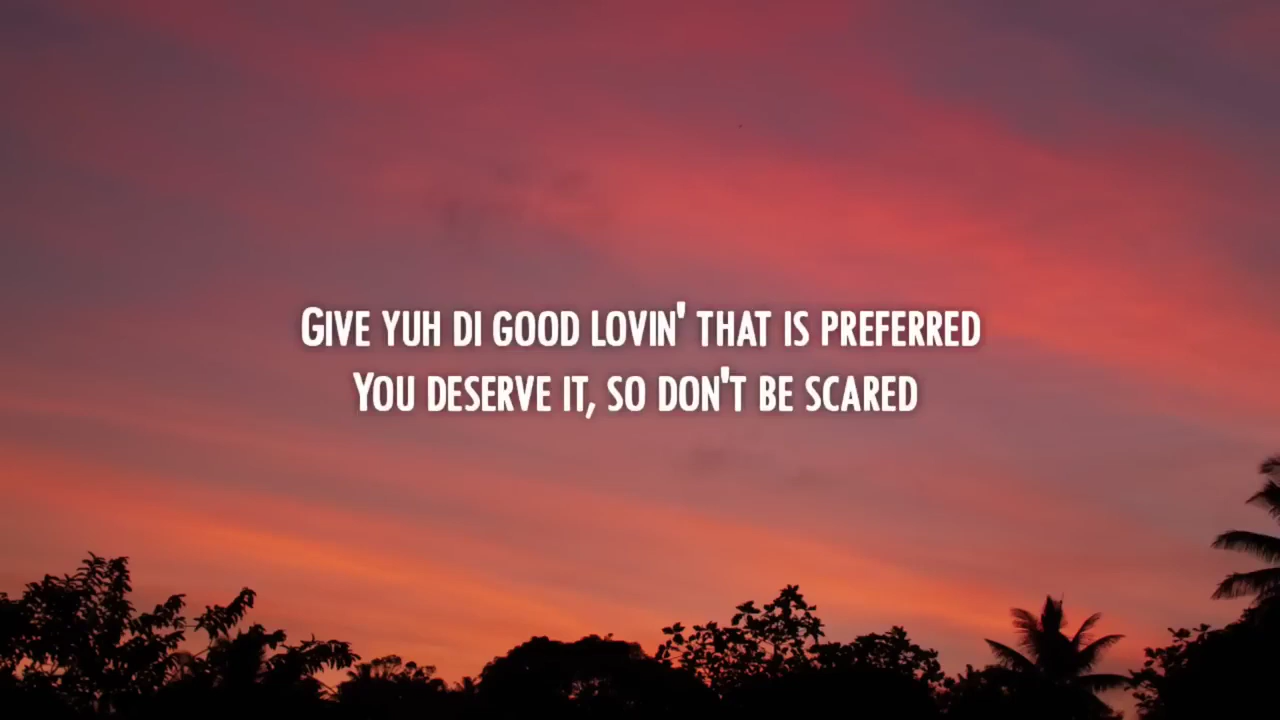 Give yuh di good lovin' that is preferred
You deserve it, so don't be scared